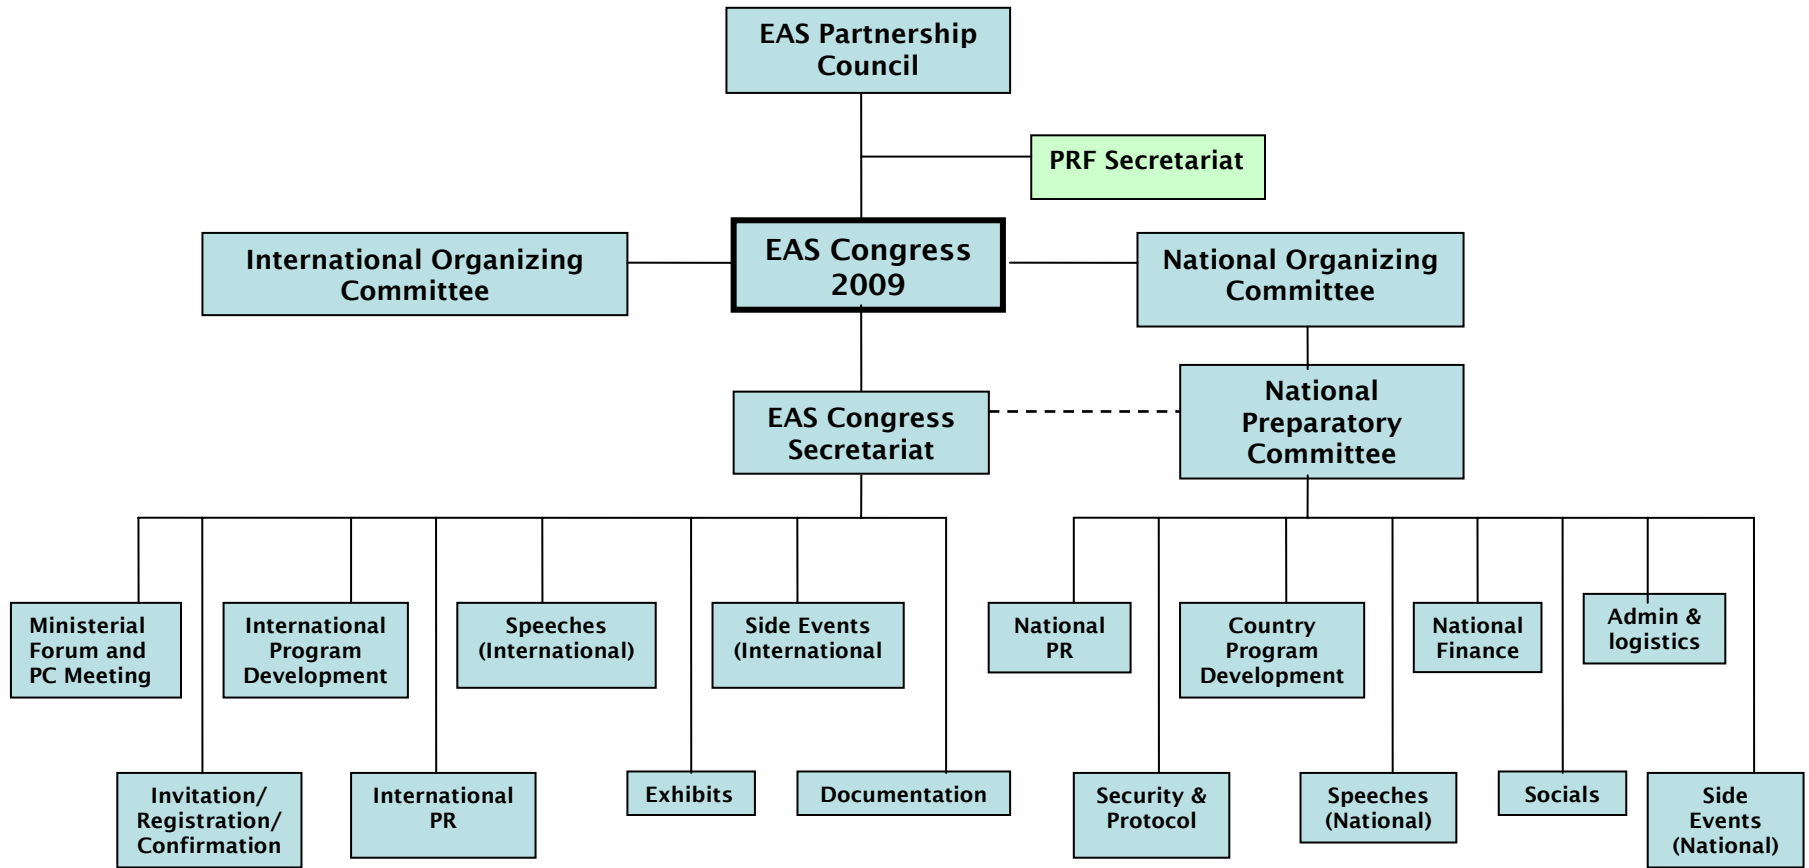 EAS Partnership
Council
PRF Secretariat
International Organizing
Committee
EAS Congress
2009
National Organizing
Committee
EAS Congress
Secretariat
National
Preparatory
Committee
Ministerial
Forum and
PC Meeting
International
Program
Development
Speeches
(International)
Side Events
(International
National
PR
Country
Program
Development
National
Finance
Admin &
logistics
Invitation/
Registration/
Confirmation
International
PR
Exhibits
Documentation
Security &
Protocol
Speeches
(National)
Socials
Side
Events
(National)